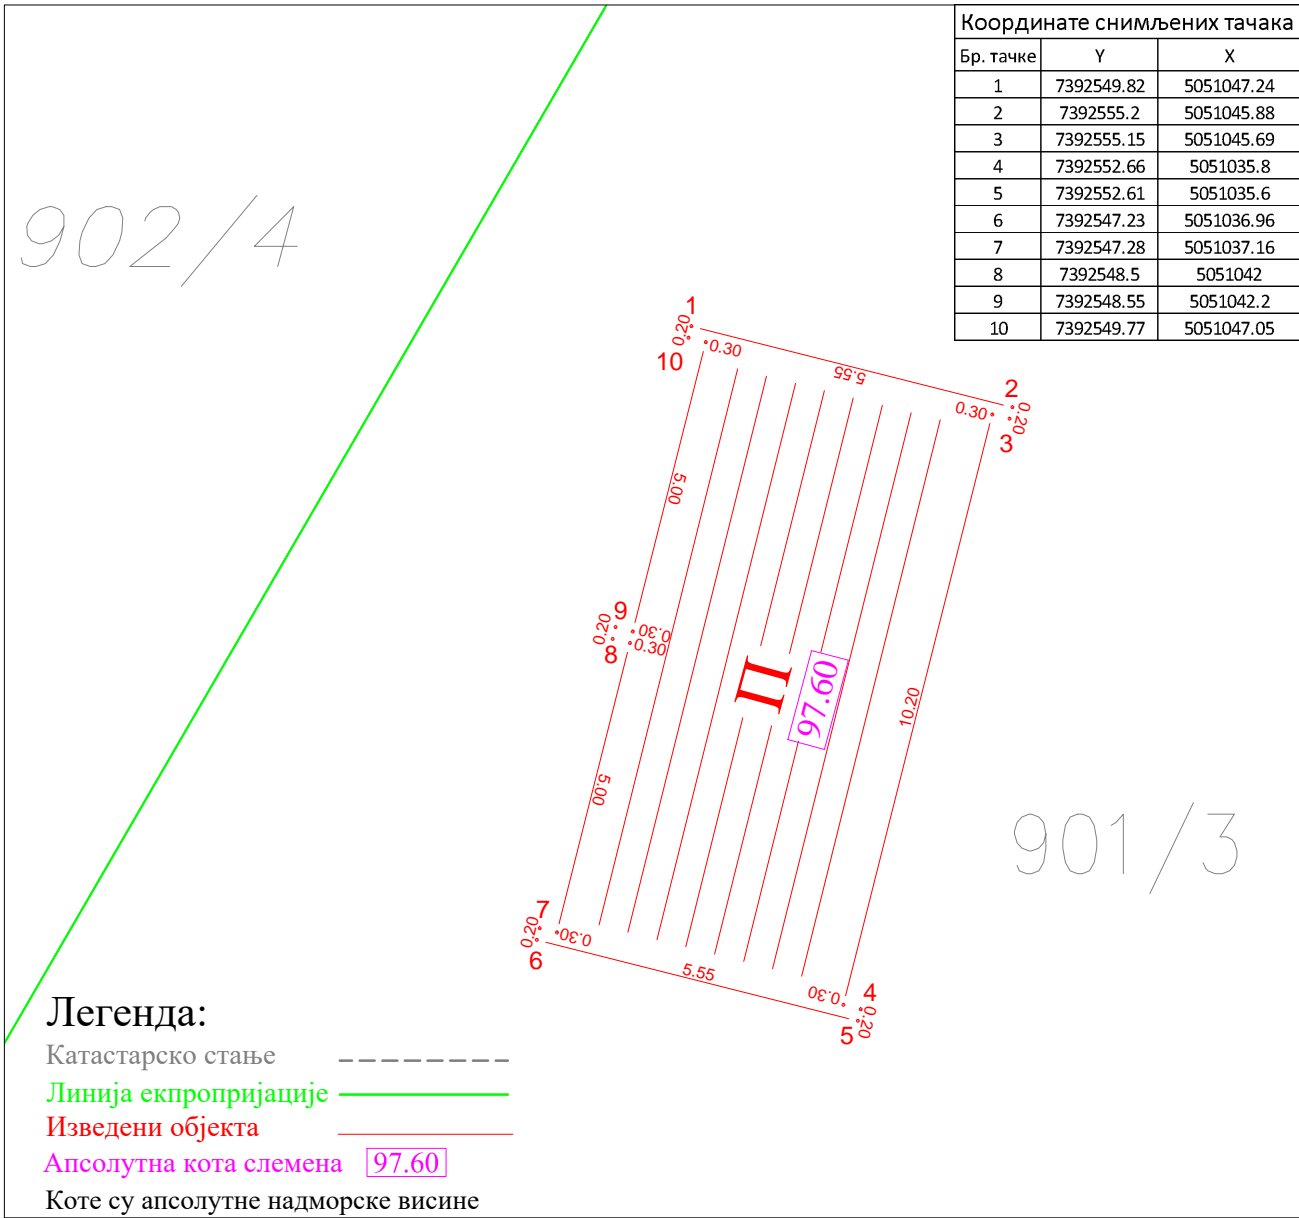 Координате снимљених тачака
Бр. тачке Y X
1 7392549.82 5051047.24
2 7392555.2 5051045.88
3 7392555.15 5051045.69
4 7392552.66 5051035.8
5 7392552.61 5051035.6
6 7392547.23 5051036.96
7 7392547.28 5051037.16
8 7392548.5 5051042
9 7392548.55 5051042.2
10 7392549.77 5051047.05
902/4
1
0.20
0.30
10
5.55
2
0.30
0.20
3
5.00
9
0.20
0.30
0.30
8
П
97.60
10.20
5.00
901/3
7
0.20
0.30
6
5.55
0.30
4
0.20
5
Легенда:
Катастарско стање
Линија екпропријације
Изведени објекта
Апсолутна кота слемена 97.60
Коте су апсолутне надморске висине